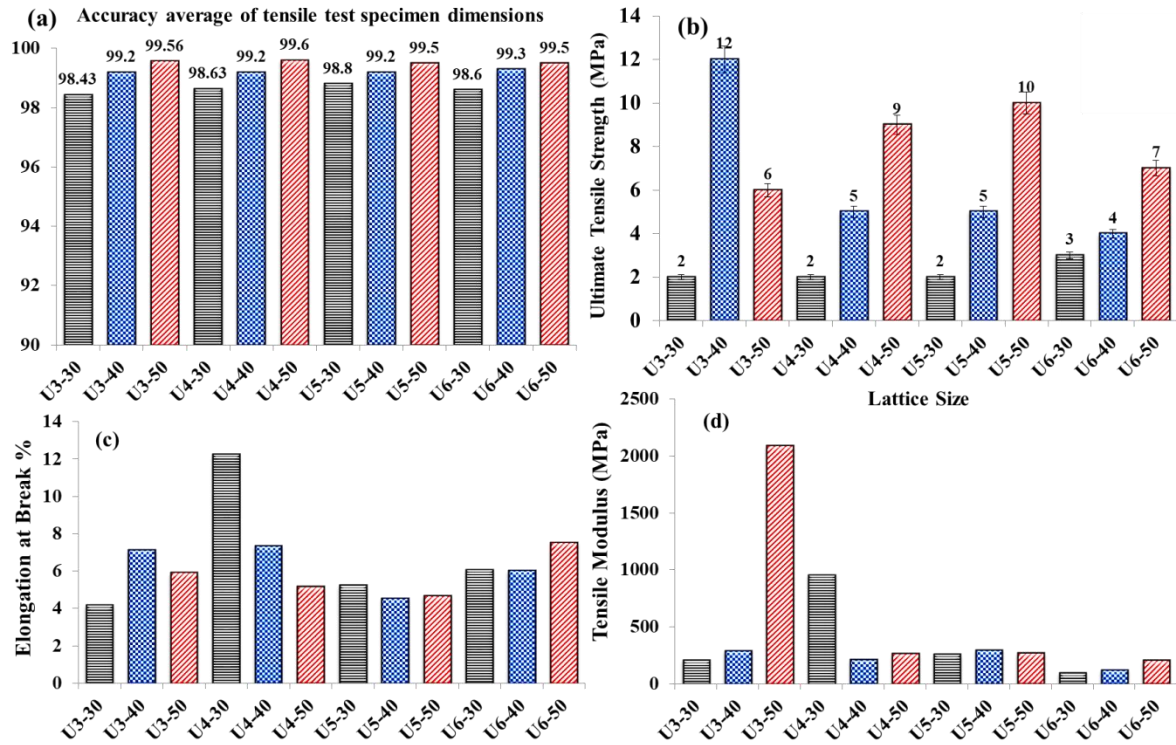 (a) Accuracy average of tensile test specimen dimensions
100
98
96
94
92
90
98.43 99.2 99.56 98.63 99.2 99.6 98.8 99.2 99.5 98.6 99.3 99.5
U3-30 U3-40 U3-50 U4-30 U4-40 U4-50 U5-30 U5-40 U5-50 U6-30 U6-40 U6-50
(b)
Ultimate Tensile Strength (MPa)
14
12
10
8
6
4
2
0
2 12 6 2 5 9 2 5 10 3 4 7
U3-30 U3-40 U3-50 U4-30 U4-40 U4-50 U5-30 U5-40 U5-50 U6-30 U6-40 U6-50
Lattice Size
(c)
Elongation at Break %
14
12
10
8
6
4
2
0
U3-30 U3-40 U3-50 U4-30 U4-40 U4-50 U5-30 U5-40 U5-50 U6-30 U6-40 U6-50
(d)
Tensile Modulus (MPa)
2500
2000
1500
1000
500
0
U3-30 U3-40 U3-50 U4-30 U4-40 U4-50 U5-30 U5-40 U5-50 U6-30 U6-40 U6-50